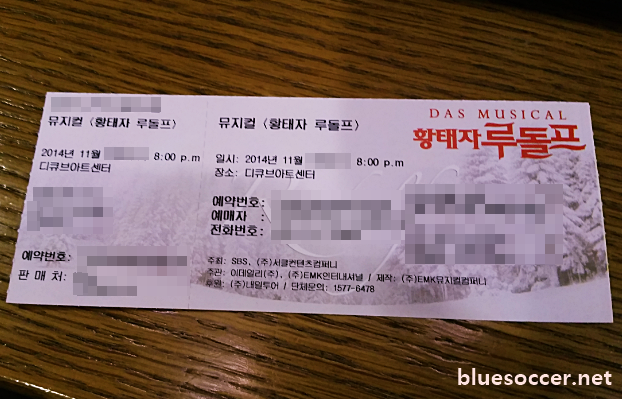 뮤지컬 〈황태자 루돌프〉
2014년 11월 8:00 p.m
디큐브아트센터
예약번호:
판 매 처:
뮤지컬 〈황태자 루돌프〉
일시: 2014년 11월 8:00 p.m
장소: 디큐브아트센터
예약번호:
예매자 :
전화번호:
주최: SBS, (주)서클컨텐츠컴퍼니
주관: 이데일리(주), (주)EMK인터내셔널 / 제작: (주)EMK뮤지컬컴퍼니
후원: (주)내일투어 / 단체문의: 1577-6478
DAS MUSICAL
황태자 루돌프
bluesoccer.net